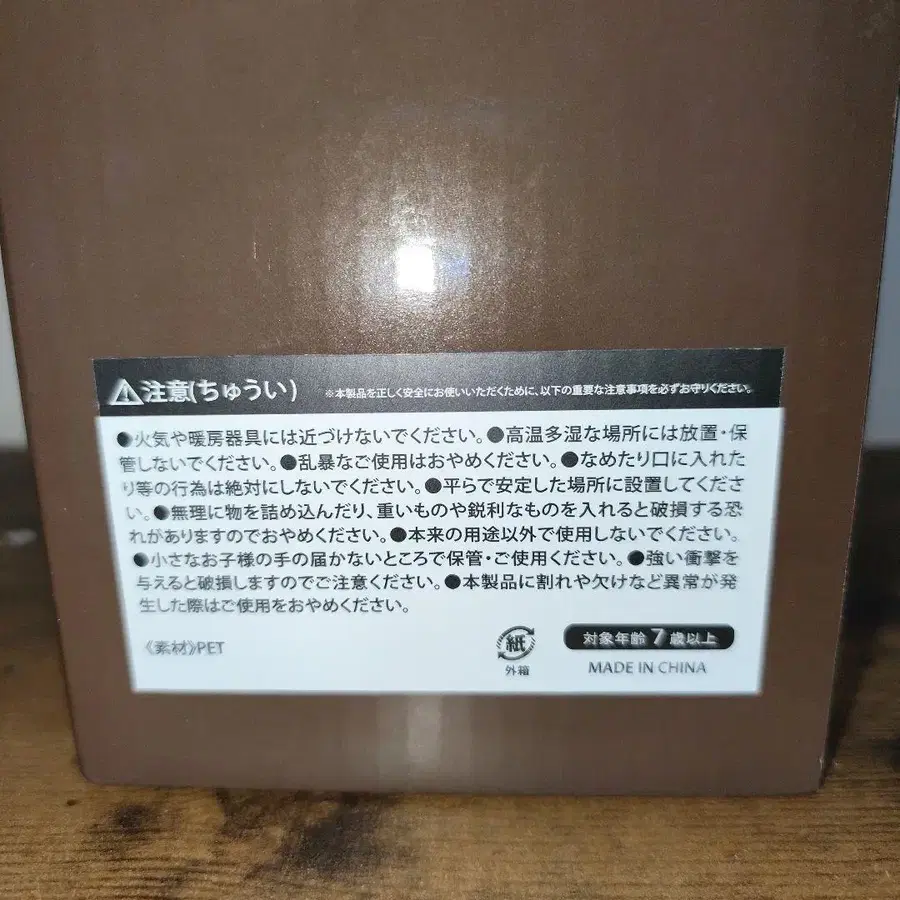 注意(ちゅうい) ※本製品を正しく安全にお使いいただくために、以下の重要な注意事項を必ずお守りください。
●火気や暖房器具には近づけないでください。●高温多湿な場所には放置・保
管しないでください。●乱暴なご使用はおやめください。●なめたり口に入れた
り等の行為は絶対にしないでください。●平らで安定した場所に設置してくださ
い。●無理に物を詰め込んだり、重いものや鋭利なものを入れると破損する恐
れがありますのでおやめください。●本来の用途以外で使用しないでください。
●小さなお子様の手の届かないところで保管・ご使用ください。●強い衝撃を
与えると破損しますのでご注意ください。●本製品に割れや欠けなど異常が発
生した際はご使用をおやめください。
《素材》PET
紙
外箱
対象年齢7歳以上
MADE IN CHINA